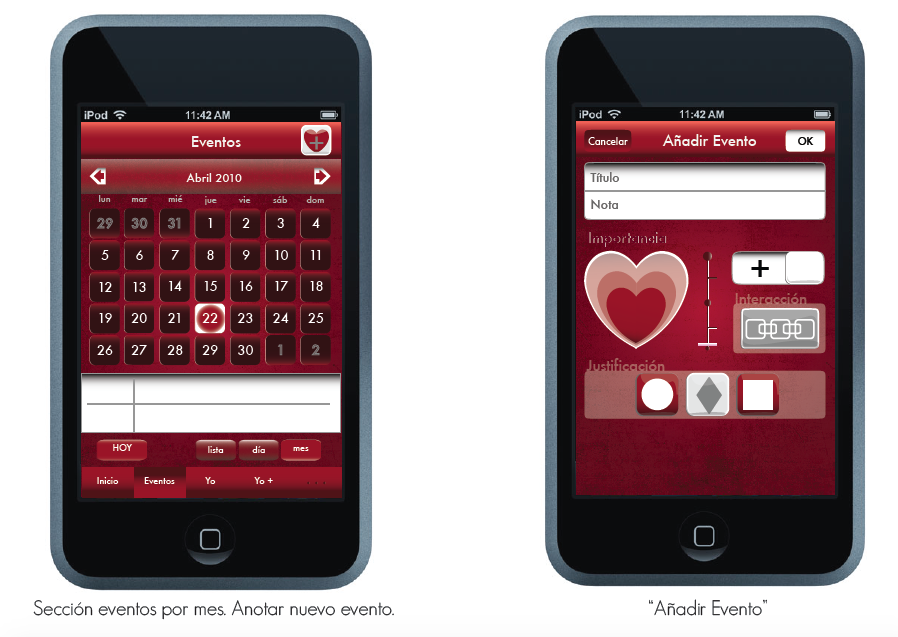 iPod 11:42 AM
Eventos
Abril 2010
lun mar mié jue vie sáb dom
29 30 31 1 2 3 4
5 6 7 8 9 10 11
12 13 14 15 16 17 18
19 20 21 22 23 24 25
26 27 28 29 30 1 2
HOY lista día mes
Inicio Eventos Yo Yo + ...
Sección eventos por mes. Anotar nuevo evento.
iPod 11:42 AM
Cancelar Añadir Evento OK
Título
Nota
Importancia
+
Interacción
Justificación
“Añadir Evento”